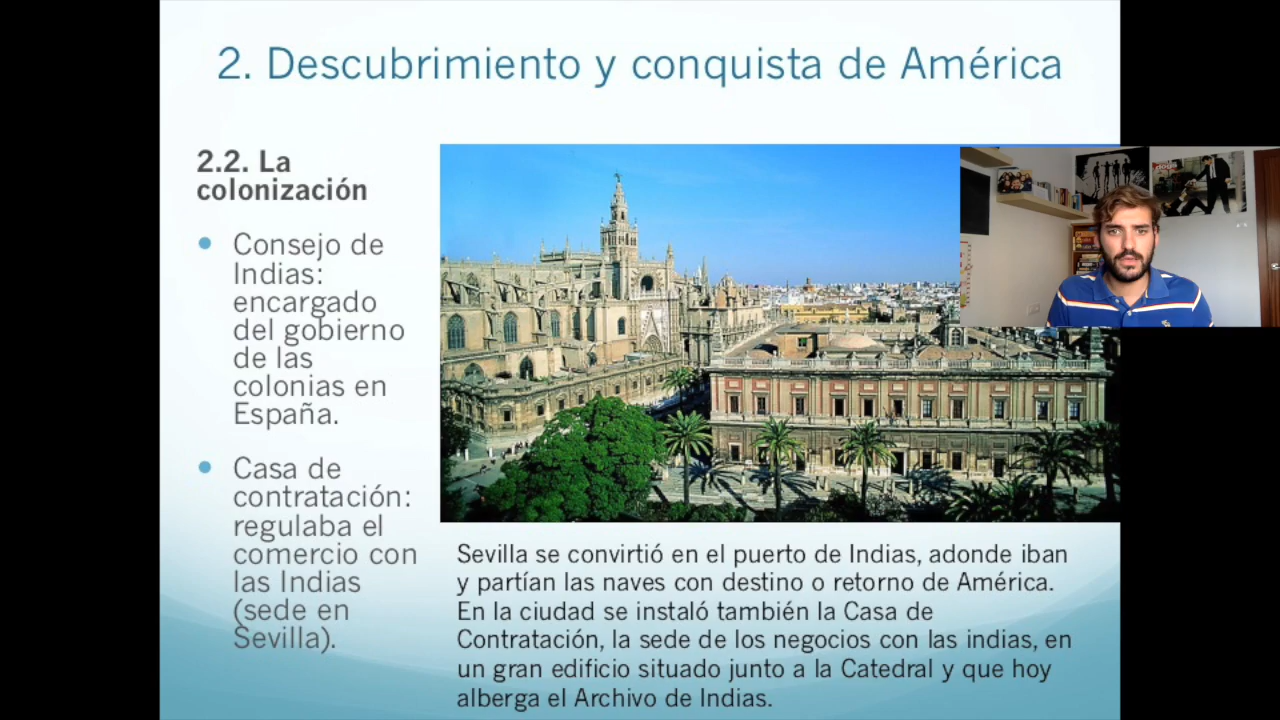 2. Descubrimiento y conquista de América
2.2. La
colonización
Consejo de
Indias:
encargado
del gobierno
de las
colonias en
España.
Casa de
contratación:
regulaba el
comercio con
las Indias
(sede en
Sevilla).
Sevilla se convirtió en el puerto de Indias, adonde iban
y partían las naves con destino o retorno de América.
En la ciudad se instaló también la Casa de
Contratación, la sede de los negocios con las indias, en
un gran edificio situado junto a la Catedral y que hoy
alberga el Archivo de Indias.
dogs